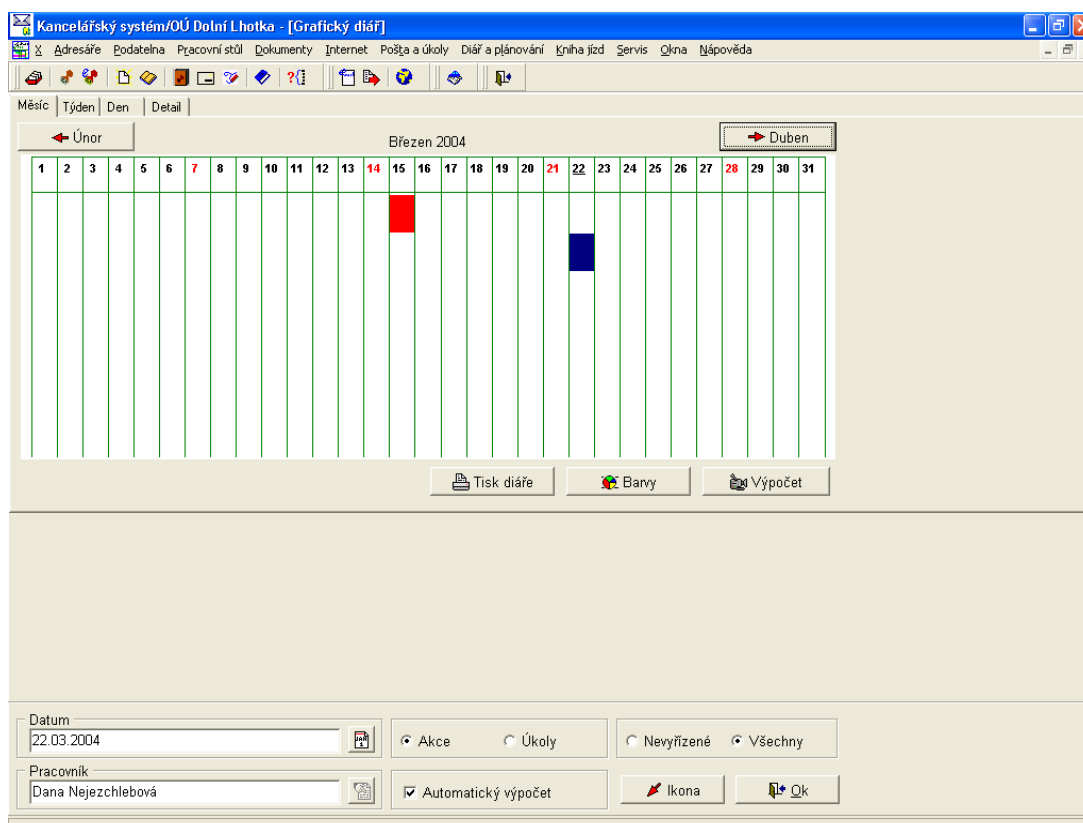 Kancelářský systém/OÚ Dolní Lhotka - [Grafický diář]
X Adresáře Podatelna Pracovní stůl Dokumenty Internet Pošta a úkoly Diář a plánování Kniha jízd Servis Okna Nápověda
Měsíc Týden Den Detail
Únor Březen 2004 Duben
1 2 3 4 5 6 7 8 9 10 11 12 13 14 15 16 17 18 19 20 21 22 23 24 25 26 27 28 29 30 31
Tisk diáře Barvy Výpočet
Datum
22.03.2004 Akce Úkoly Nevyřízené Všechny
Pracovník
Dana Nejezchlebová Automatický výpočet Ikona Ok